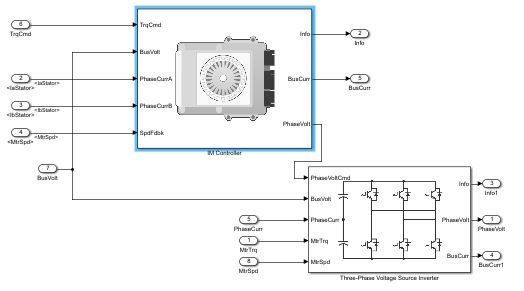 6
TrqCmd
TrqCmd
Info
2
Info
BusVolt
2
<IaStator>
<IaStator>
PhaseCurrA
BusCurr
5
BusCurr
3
<IbStator>
<IbStator>
PhaseCurrB
4
<MtrSpd>
<MtrSpd>
SpdFdbk
PhaseVolt
IM Controller
7
BusVolt
PhaseVoltCmd
Info
3
Info1
BusVolt
5
PhaseCurr
PhaseCurr
PhaseVolt
1
PhaseVolt
1
MtrTrq
MtrTrq
8
MtrSpd
MtrSpd
BusCurr
4
BusCurr1
Three-Phase Voltage Source Inverter